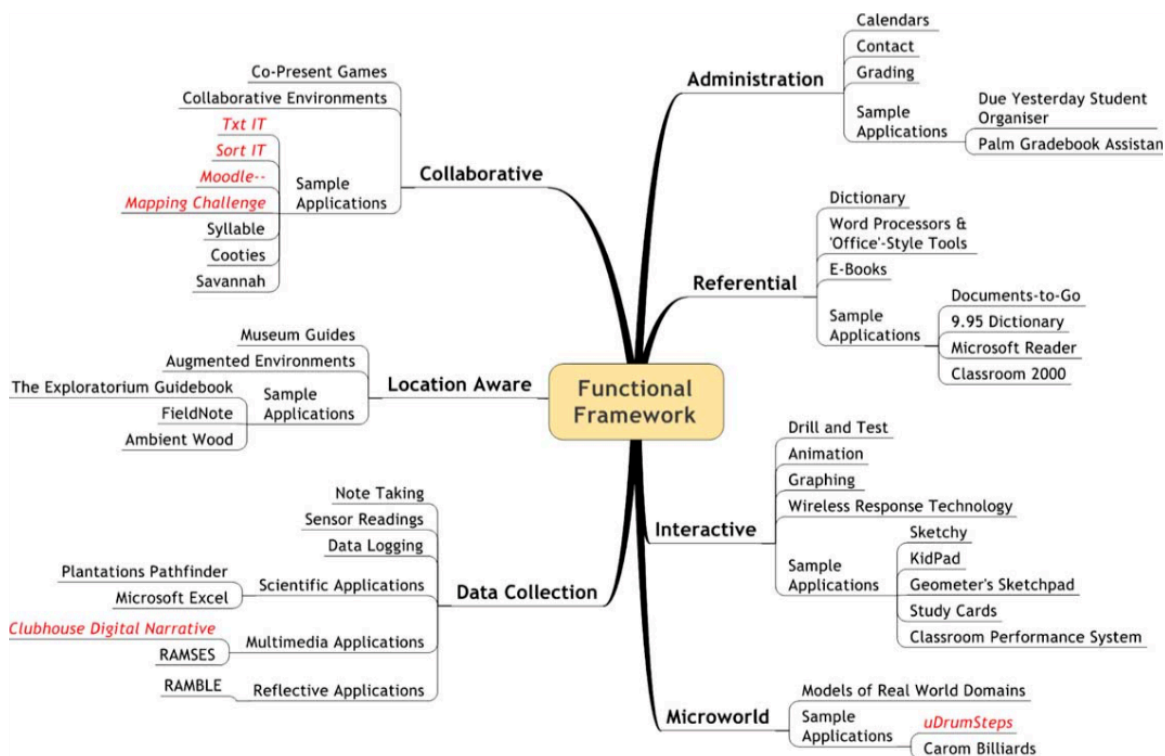 Functional
Framework
Administration
Calendars
Contact
Grading
Sample
Applications
Due Yesterday Student
Organiser
Palm Gradebook Assistan
Referential
Dictionary
Word Processors &
'Office'-Style Tools
E-Books
Sample
Applications
Documents-to-Go
9.95 Dictionary
Microsoft Reader
Classroom 2000
Interactive
Drill and Test
Animation
Graphing
Wireless Response Technology
Sample
Applications
Sketchy
KidPad
Geometer's Sketchpad
Study Cards
Classroom Performance System
Microworld
Models of Real World Domains
Sample
Applications
uDrumSteps
Carom Billiards
Collaborative
Co-Present Games
Collaborative Environments
Sample
Applications
Txt IT
Sort IT
Moodle--
Mapping Challenge
Syllable
Cooties
Savannah
Location Aware
Museum Guides
Augmented Environments
Sample
Applications
The Exploratorium Guidebook
FieldNote
Ambient Wood
Data Collection
Note Taking
Sensor Readings
Data Logging
Scientific Applications
Plantations Pathfinder
Microsoft Excel
Multimedia Applications
Clubhouse Digital Narrative
RAMSES
Reflective Applications
RAMBLE